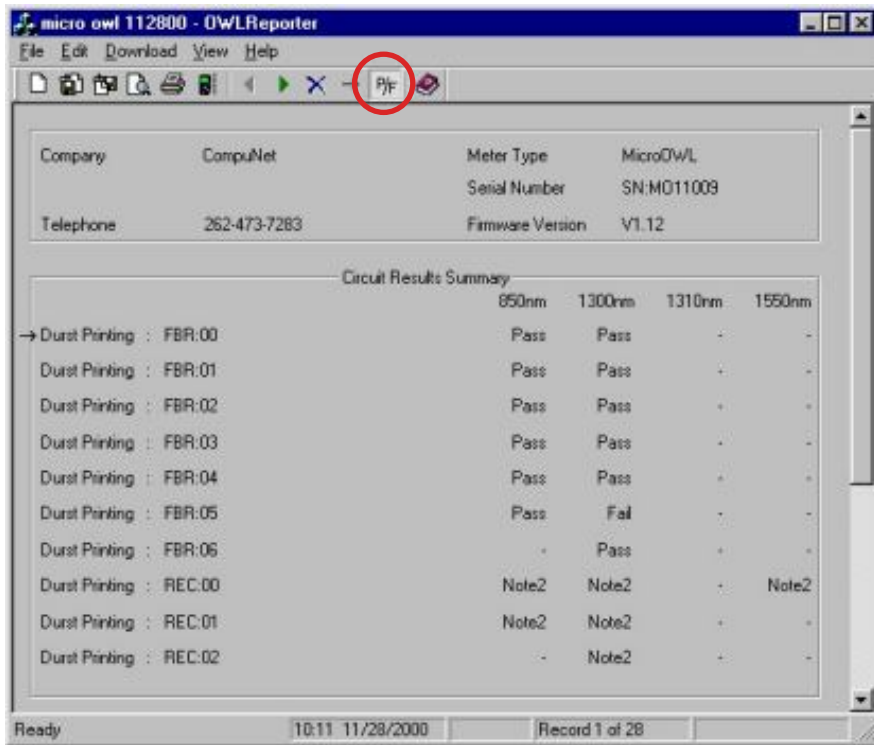 micro owl 112800 - OWLReporter
File Edit Download View Help
P/F
Company CompuNet Meter Type MicroOWL
Serial Number SN:MO11009
Telephone 262-473-7283 Firmware Version V1.12
Circuit Results Summary
850nm 1300nm 1310nm 1550nm
→ Durst Printing : FBR:00 Pass Pass - -
Durst Printing : FBR:01 Pass Pass - -
Durst Printing : FBR:02 Pass Pass - -
Durst Printing : FBR:03 Pass Pass - -
Durst Printing : FBR:04 Pass Pass - -
Durst Printing : FBR:05 Pass Fail - -
Durst Printing : FBR:06 - Pass - -
Durst Printing : REC:00 Note2 Note2 - Note2
Durst Printing : REC:01 Note2 Note2 - -
Durst Printing : REC:02 - Note2 - -
Ready 10:11 11/28/2000 Record 1 of 28